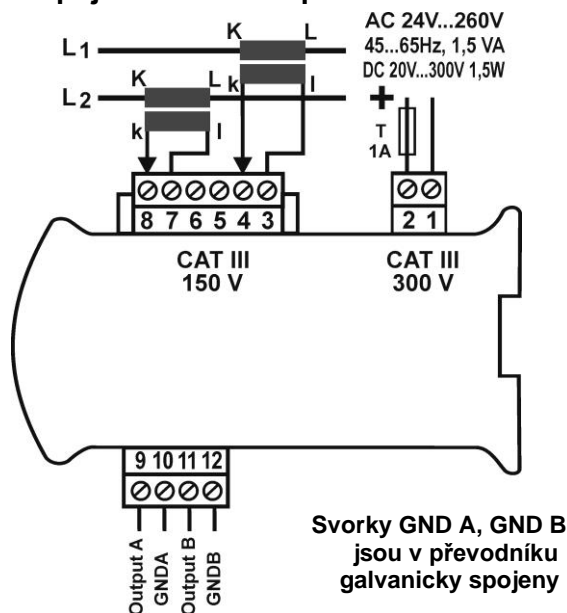 K L
AC 24V...260V
L1
45...65Hz, 1,5 VA
K L
k l
DC 20V...300V 1,5W
L2
+
k l
T
1A
8 7 6 5 4 3
2 1
CAT III
150 V
CAT III
300 V
9 10 11 12
Output A
GNDA
Output B
GNDB
Svorky GND A, GND B
jsou v převodníku
galvanicky spojeny